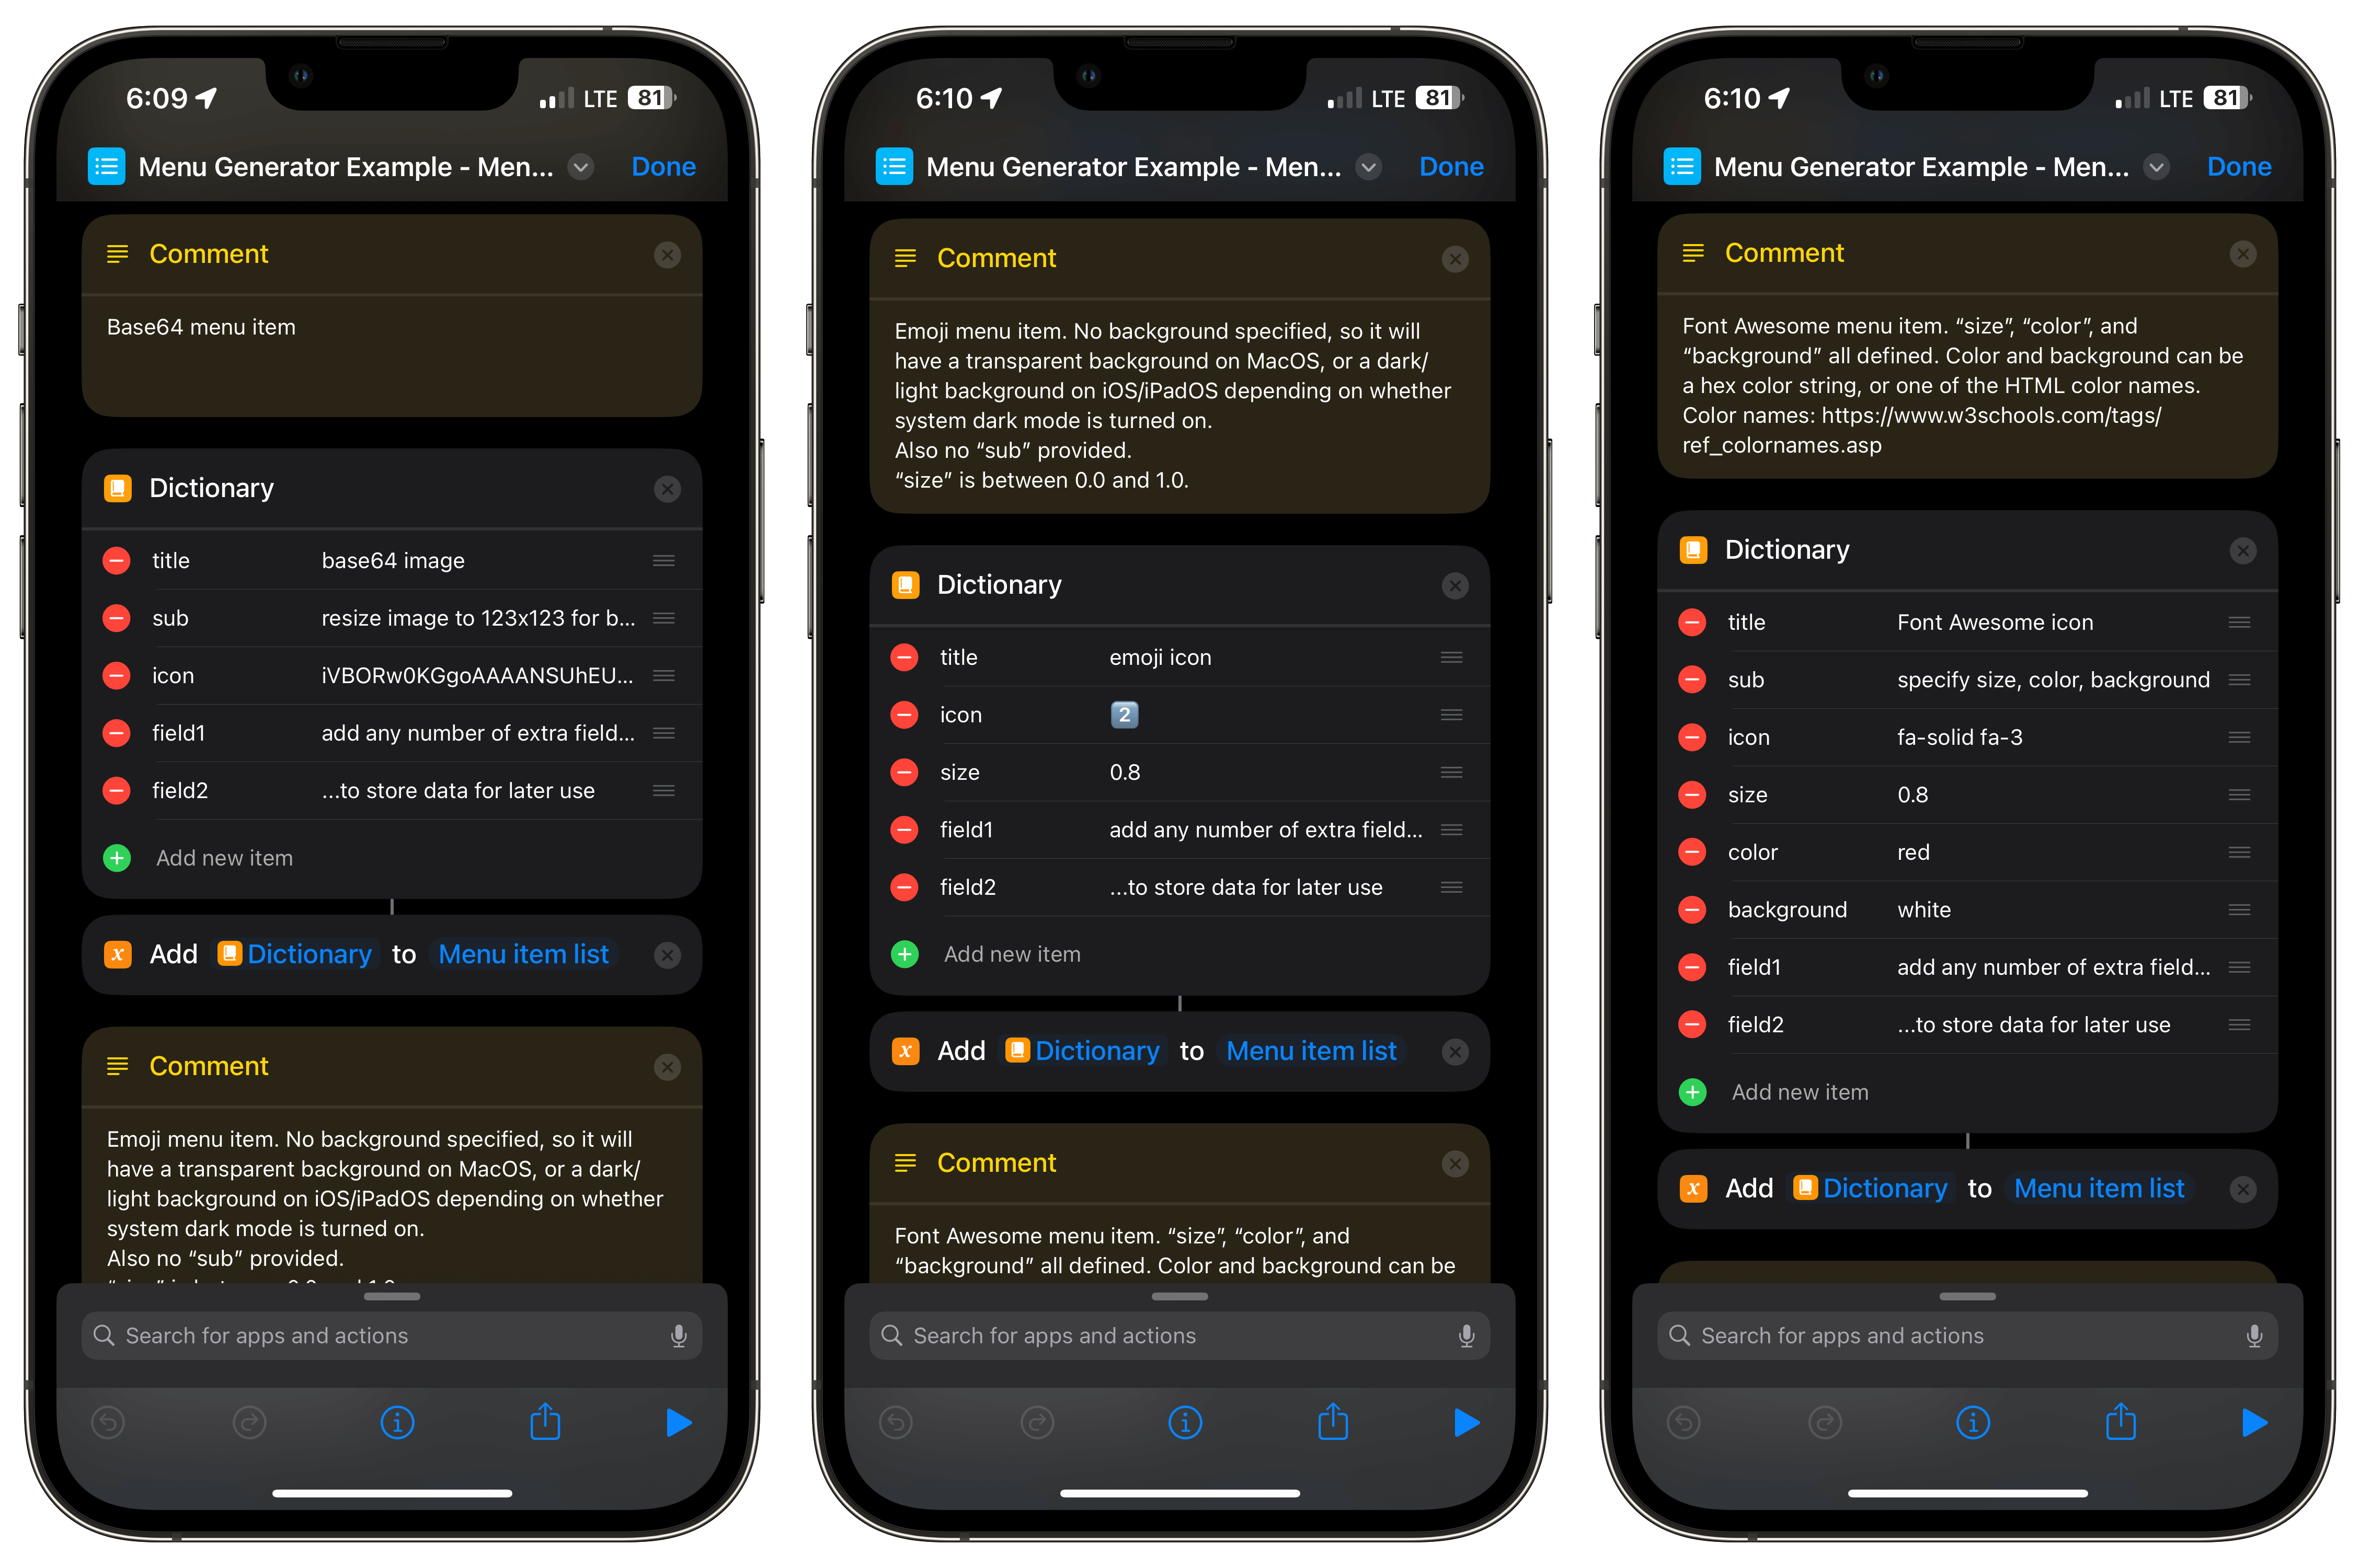 6:09
LTE 81
Menu Generator Example - Men...
Done
Comment
Base64 menu item
Dictionary
title base64 image
sub resize image to 123x123 for b...
icon iVBORw0KGgoAAAANSUhEU...
field1 add any number of extra field...
field2 ...to store data for later use
Add new item
x Add Dictionary to Menu item list
Comment
Emoji menu item. No background specified, so it will
have a transparent background on MacOS, or a dark/
light background on iOS/iPadOS depending on whether
system dark mode is turned on.
Also no “sub” provided.
Search for apps and actions
6:10
LTE 81
Menu Generator Example - Men...
Done
Comment
Emoji menu item. No background specified, so it will
have a transparent background on MacOS, or a dark/
light background on iOS/iPadOS depending on whether
system dark mode is turned on.
Also no “sub” provided.
“size” is between 0.0 and 1.0.
Dictionary
title emoji icon
icon 2
size 0.8
field1 add any number of extra field...
field2 ...to store data for later use
Add new item
x Add Dictionary to Menu item list
Comment
Font Awesome menu item. “size”, “color”, and
“background” all defined. Color and background can be
Search for apps and actions
6:10
LTE 81
Menu Generator Example - Men...
Done
Comment
Font Awesome menu item. “size”, “color”, and
“background” all defined. Color and background can be
a hex color string, or one of the HTML color names.
Color names: https://www.w3schools.com/tags/
ref_colornames.asp
Dictionary
title Font Awesome icon
sub specify size, color, background
icon fa-solid fa-3
size 0.8
color red
background white
field1 add any number of extra field...
field2 ...to store data for later use
Add new item
x Add Dictionary to Menu item list
Search for apps and actions